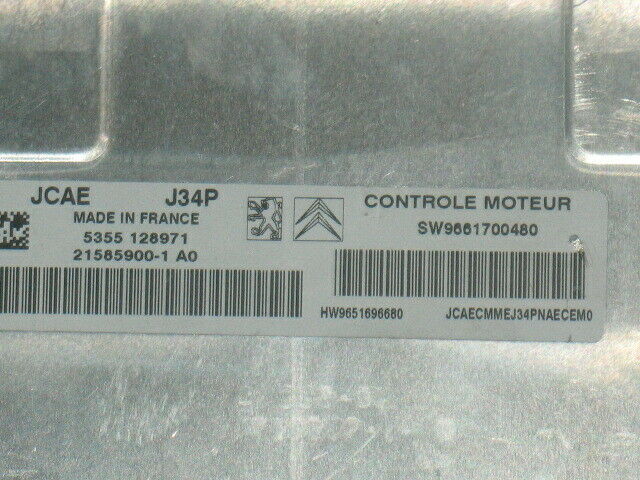 JCAE J34P
MADE IN FRANCE
5355 128971
21585900-1 A0
CONTROLE MOTEUR
SW9661700480
HW9651696680 JCAECMMEJ34PNAECEM0